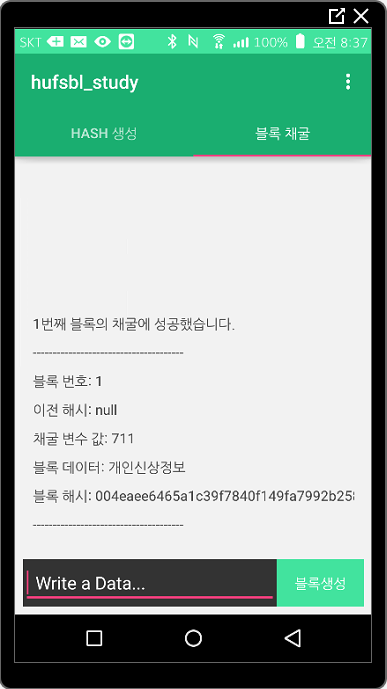 SKT 100% 오전 8:37
hufsbl_study
HASH 생성 블록 채굴
1번째 블록의 채굴에 성공했습니다.
--------------------------------------
블록 번호: 1
이전 해시: null
채굴 변수 값: 711
블록 데이터: 개인신상정보
블록 해시: 004eaee6465a1c39f7840f149fa7992b258
--------------------------------------
Write a Data... 블록생성